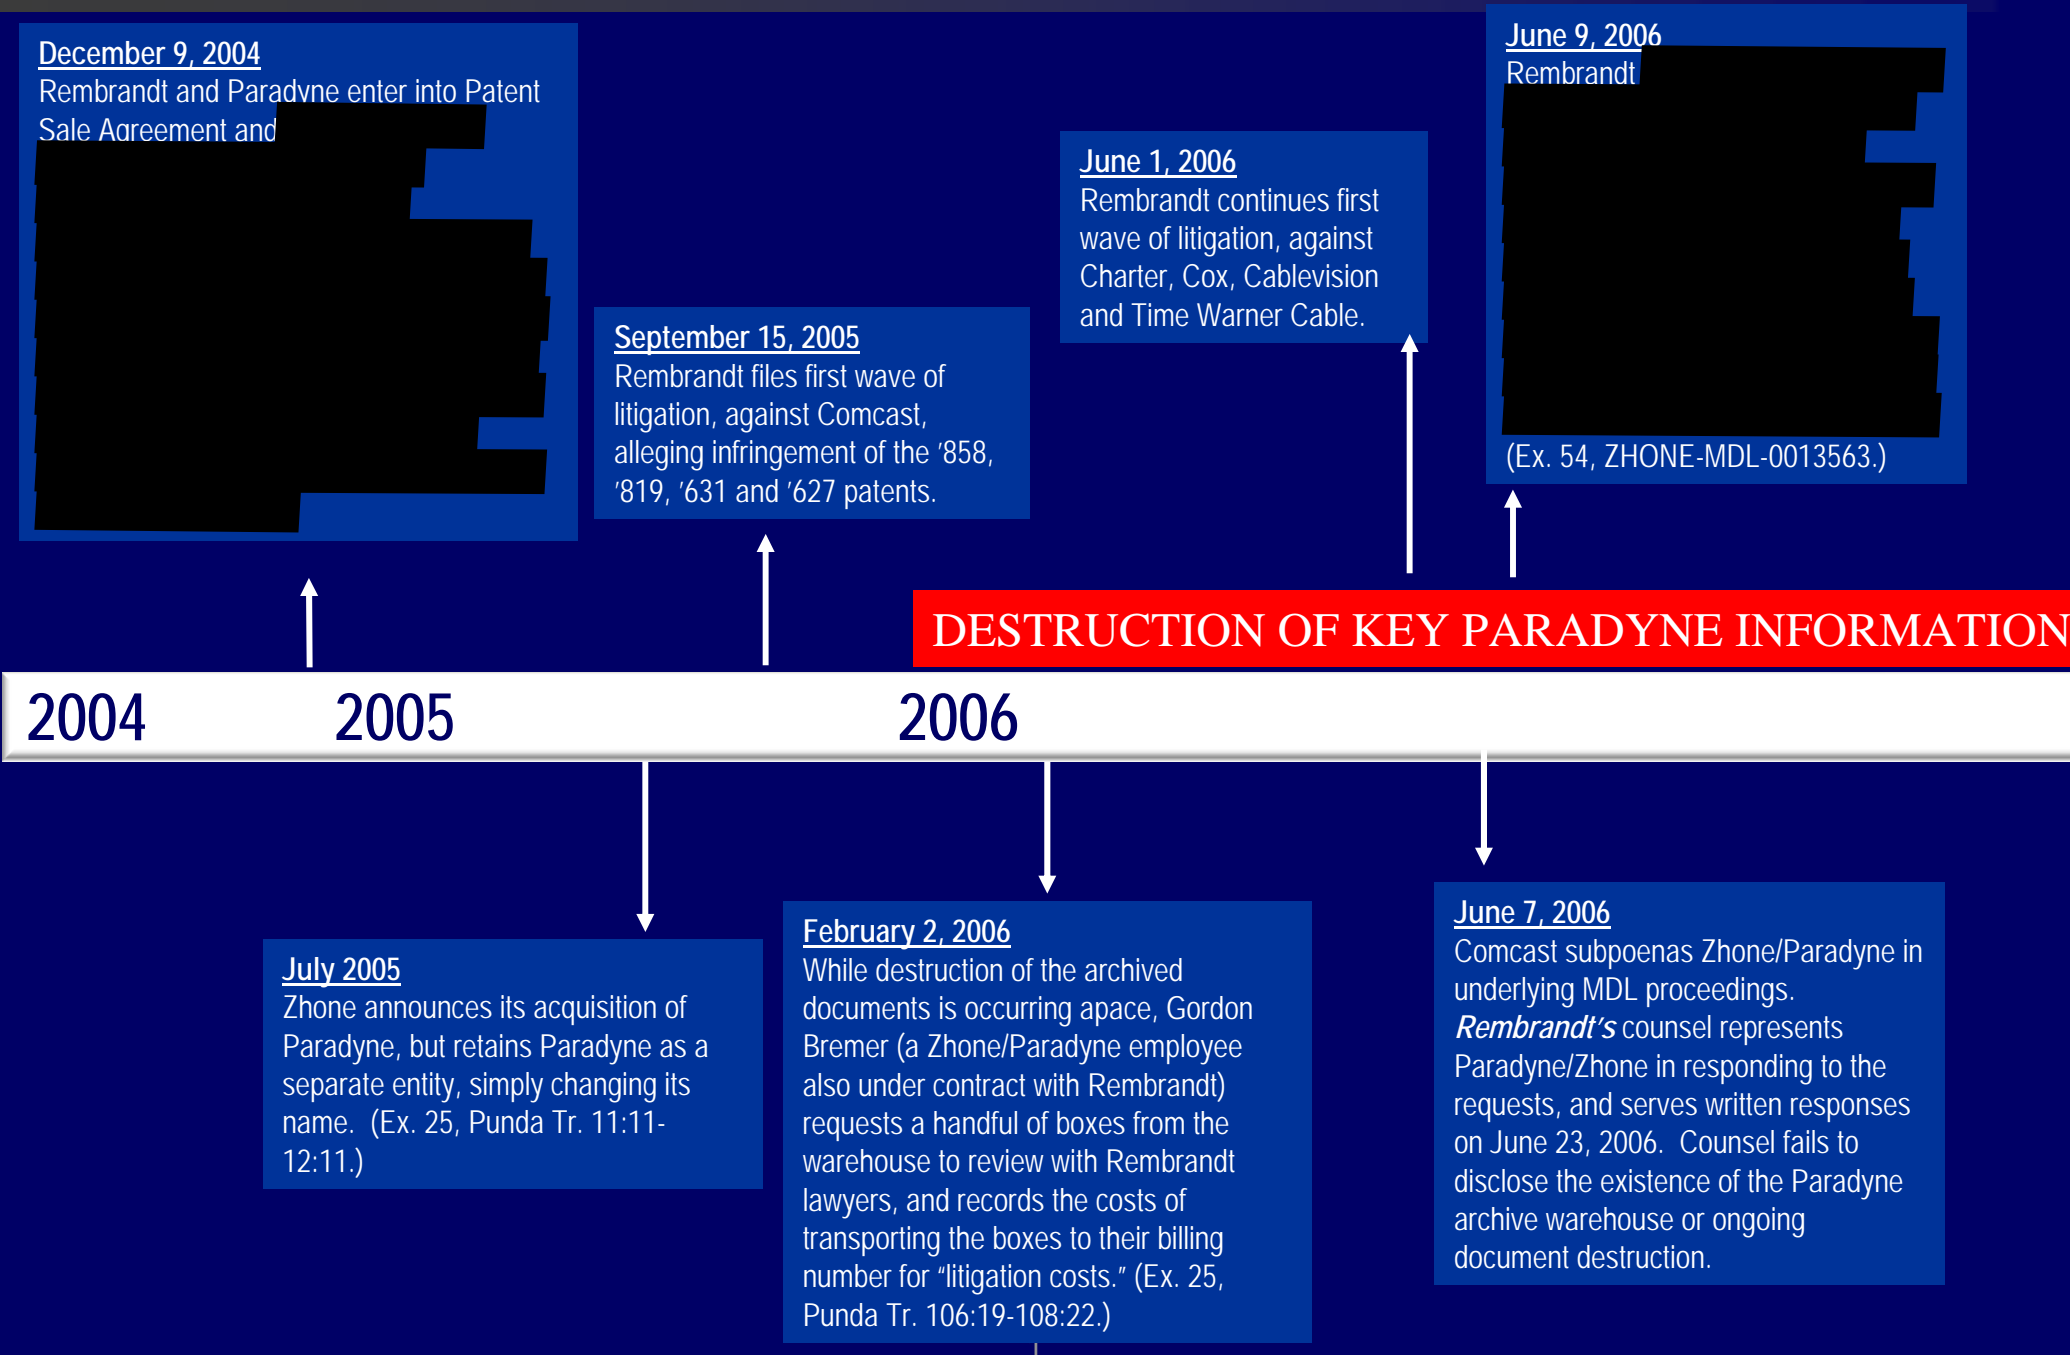 December 9, 2004
Rembrandt and Paradyne enter into Patent
Sale Agreement and
September 15, 2005
Rembrandt files first wave of
litigation, against Comcast,
alleging infringement of the ’858,
’819, ’631 and ’627 patents.
June 1, 2006
Rembrandt continues first
wave of litigation, against
Charter, Cox, Cablevision
and Time Warner Cable.
June 9, 2006
Rembrandt
(Ex. 54, ZHONE-MDL-0013563.)
DESTRUCTION OF KEY PARADYNE INFORMATION
2004 2005 2006
July 2005
Zhone announces its acquisition of
Paradyne, but retains Paradyne as a
separate entity, simply changing its
name.  (Ex. 25, Punda Tr. 11:11-
12:11.)
February 2, 2006
While destruction of the archived
documents is occurring apace, Gordon
Bremer (a Zhone/Paradyne employee
also under contract with Rembrandt)
requests a handful of boxes from the
warehouse to review with Rembrandt
lawyers, and records the costs of
transporting the boxes to their billing
number for “litigation costs.” (Ex. 25,
Punda Tr. 106:19-108:22.)
June 7, 2006
Comcast subpoenas Zhone/Paradyne in
underlying MDL proceedings.
Rembrandt’s counsel represents
Paradyne/Zhone in responding to the
requests, and serves written responses
on June 23, 2006.  Counsel fails to
disclose the existence of the Paradyne
archive warehouse or ongoing
document destruction.